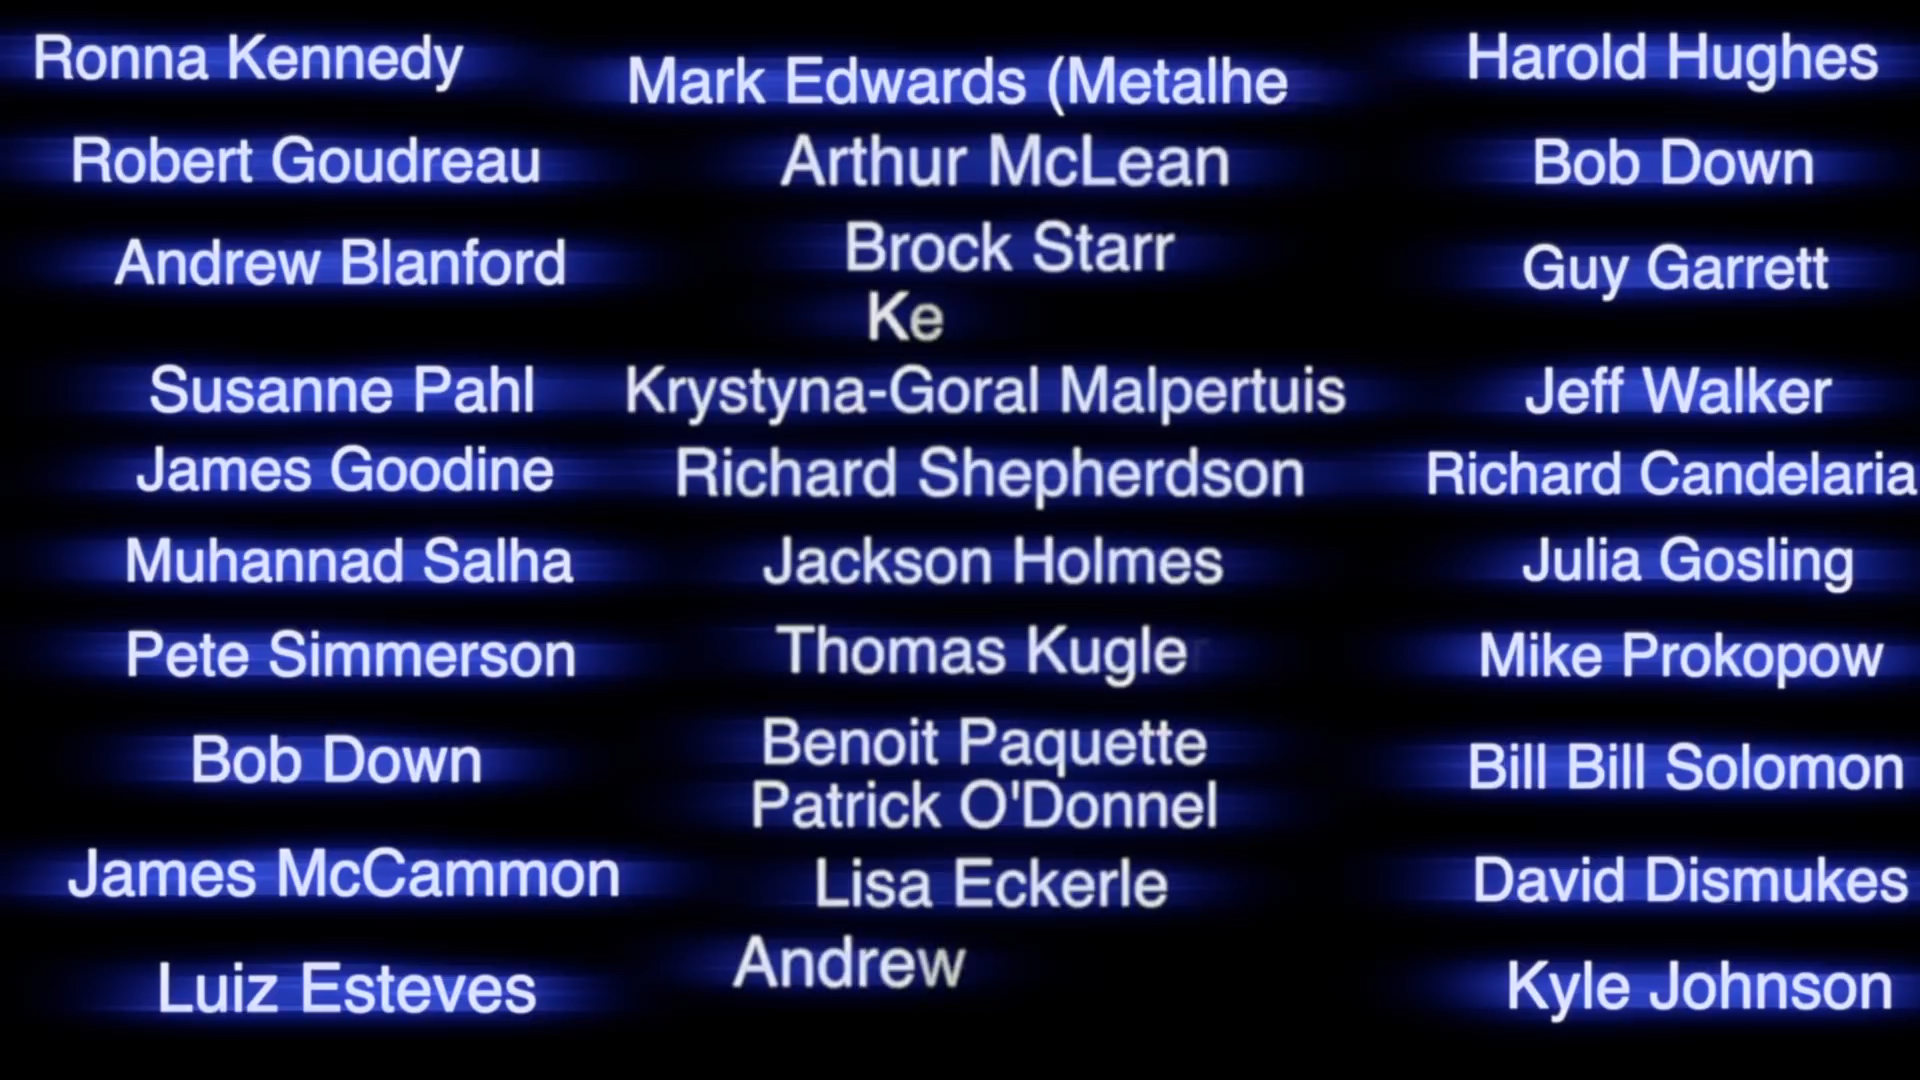 Ronna Kennedy
Robert Goudreau
Andrew Blanford
Susanne Pahl
James Goodine
Muhannad Salha
Pete Simmerson
Bob Down
James McCammon
Luiz Esteves
Mark Edwards (Metalhe
Arthur McLean
Brock Starr
Ke
Krystyna-Goral Malpertuis
Richard Shepherdson
Jackson Holmes
Thomas Kugler
Benoit Paquette
Patrick O'Donnel
Lisa Eckerle
Andrew
Harold Hughes
Bob Down
Guy Garrett
Jeff Walker
Richard Candelaria
Julia Gosling
Mike Prokopow
Bill Bill Solomon
David Dismukes
Kyle Johnson